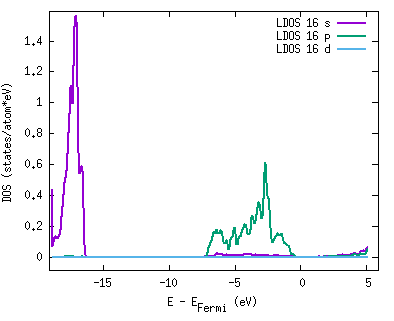 LDOS 16 s
LDOS 16 p
LDOS 16 d
DOS (states/atom*eV)
1.4
1.2
1
0.8
0.6
0.4
0.2
0
-15 -10 -5 0 5
E - EFermi (eV)